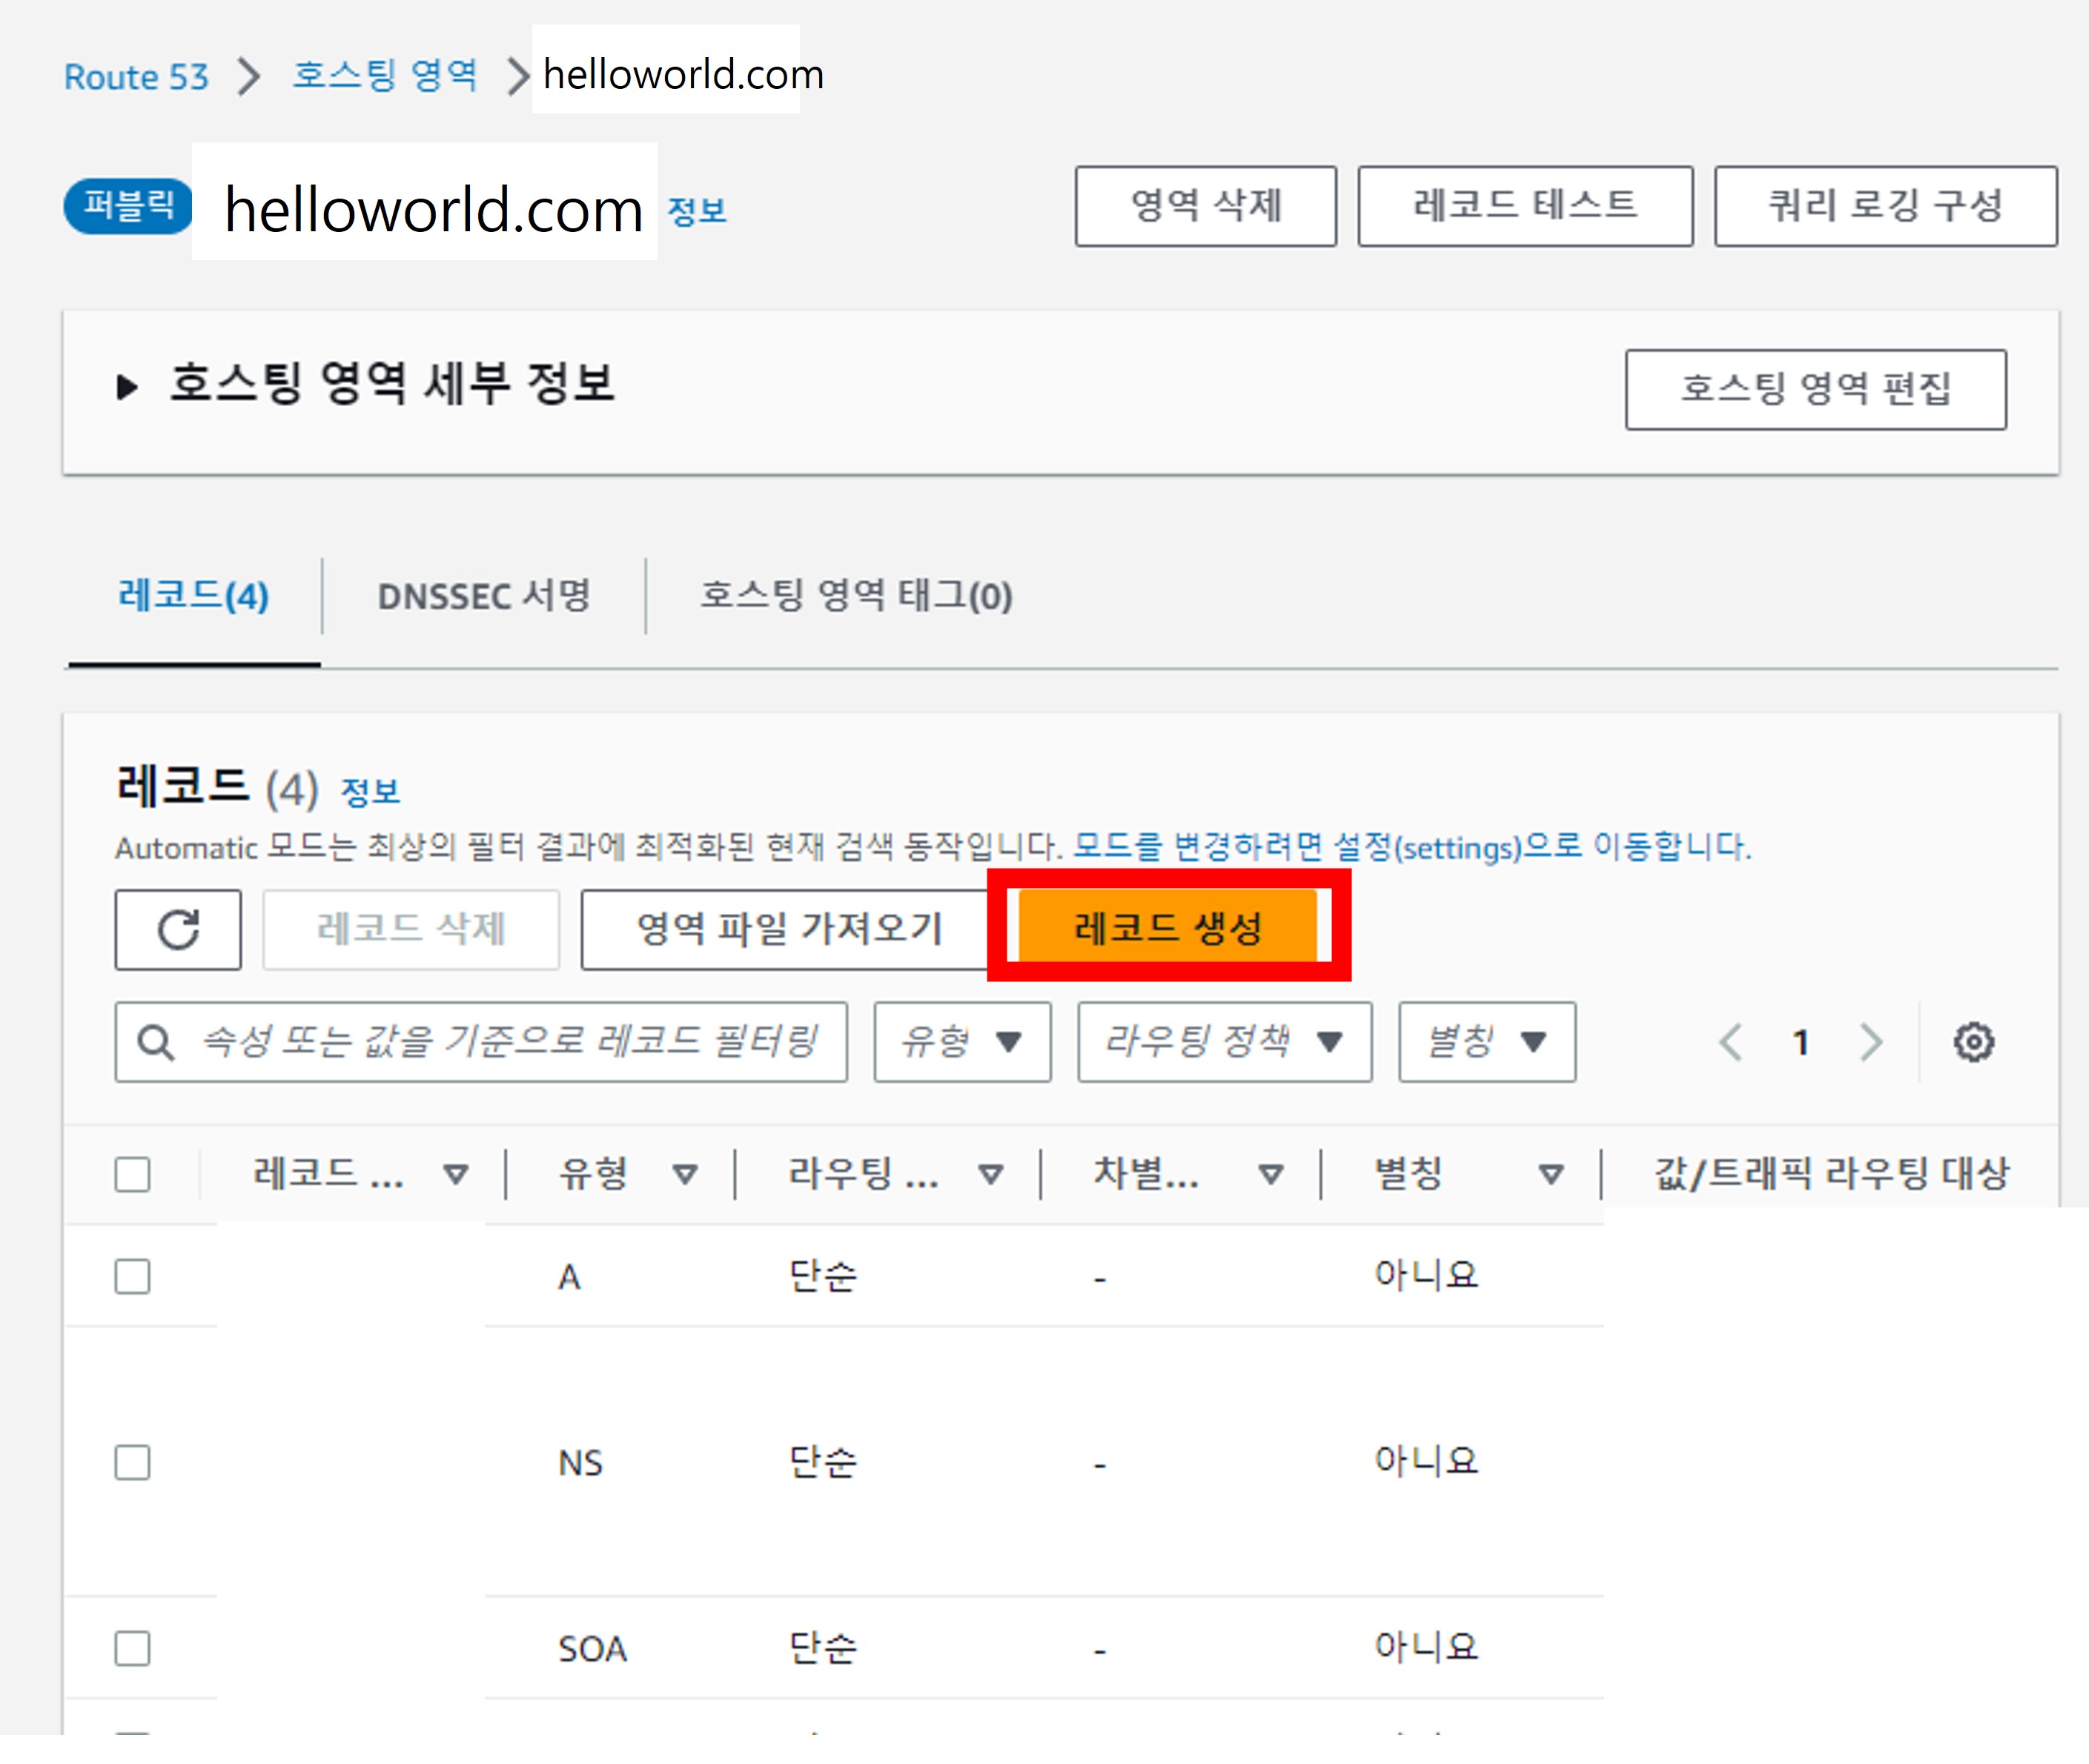 Route 53 > 호스팅 영역 > helloworld.com
퍼블릭 helloworld.com 정보 영역 삭제 레코드 테스트 쿼리 로깅 구성
호스팅 영역 세부 정보 호스팅 영역 편집
레코드(4) DNSSEC 서명 호스팅 영역 태그(0)
레코드 (4) 정보
Automatic 모드는 최상의 필터 결과에 최적화된 현재 검색 동작입니다. 모드를 변경하려면 설정(settings)으로 이동합니다.
레코드 삭제 영역 파일 가져오기 레코드 생성
속성 또는 값을 기준으로 레코드 필터링 유형 라우팅 정책 별칭 1
레코드 ... 유형 라우팅 ... 차별... 별칭 값/트래픽 라우팅 대상
A 단순 - 아니요
NS 단순 - 아니요
SOA 단순 - 아니요